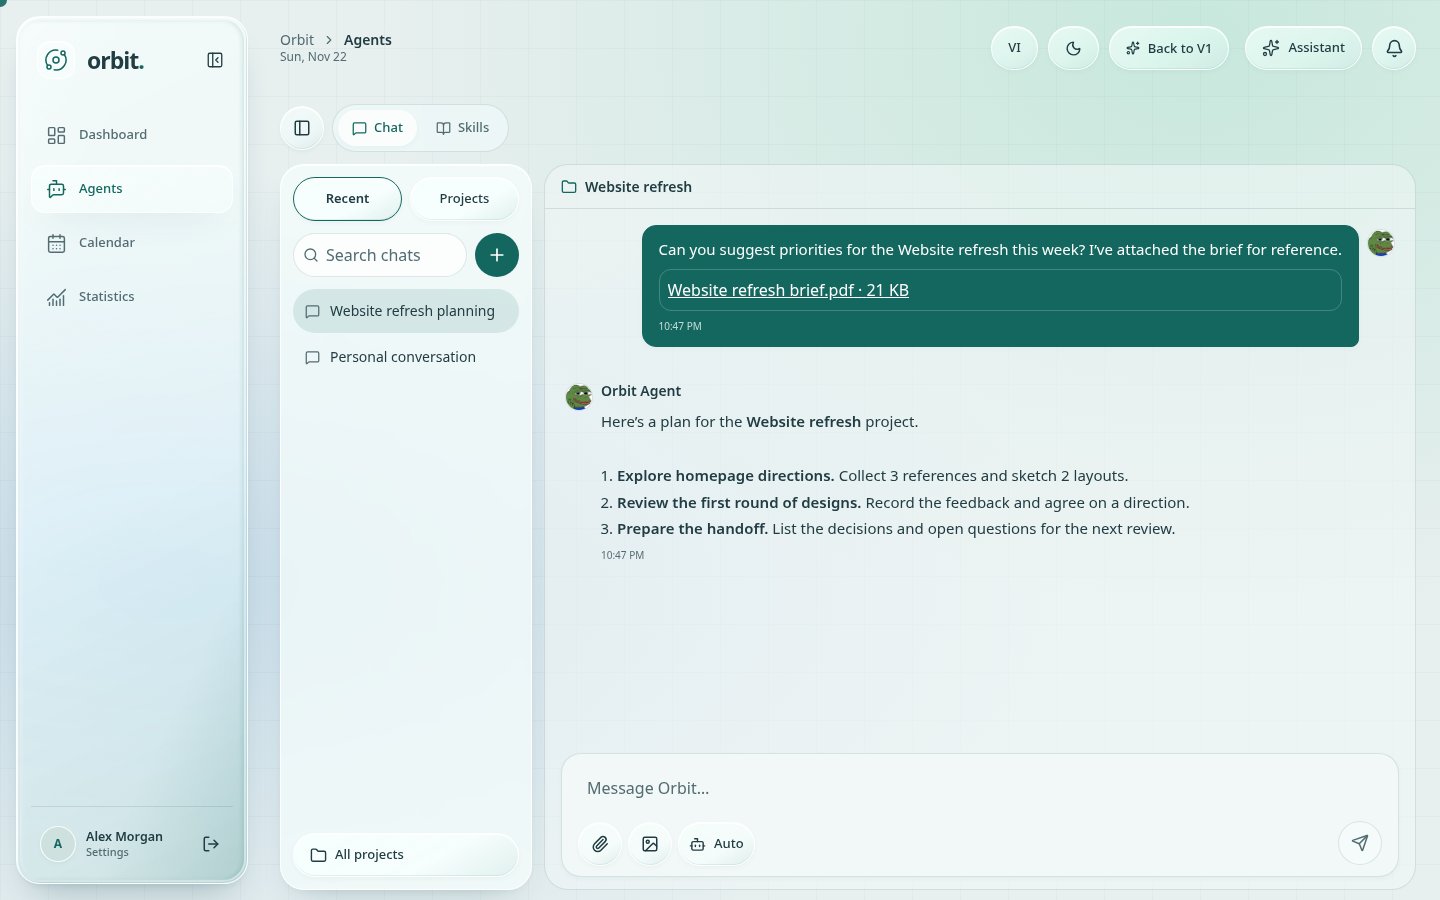 orbit.
Dashboard
Agents
Calendar
Statistics
A
Alex Morgan
Settings
Orbit > Agents
Sun, Nov 22
VI
Back to V1
Assistant
Chat
Skills
Recent
Projects
Search chats
Website refresh planning
Personal conversation
All projects
Website refresh
Can you suggest priorities for the Website refresh this week? I’ve attached the brief for reference.
Website refresh brief.pdf · 21 KB
10:47 PM
Orbit Agent
Here’s a plan for the Website refresh project.
1. Explore homepage directions. Collect 3 references and sketch 2 layouts.
2. Review the first round of designs. Record the feedback and agree on a direction.
3. Prepare the handoff. List the decisions and open questions for the next review.
10:47 PM
Message Orbit...
Auto